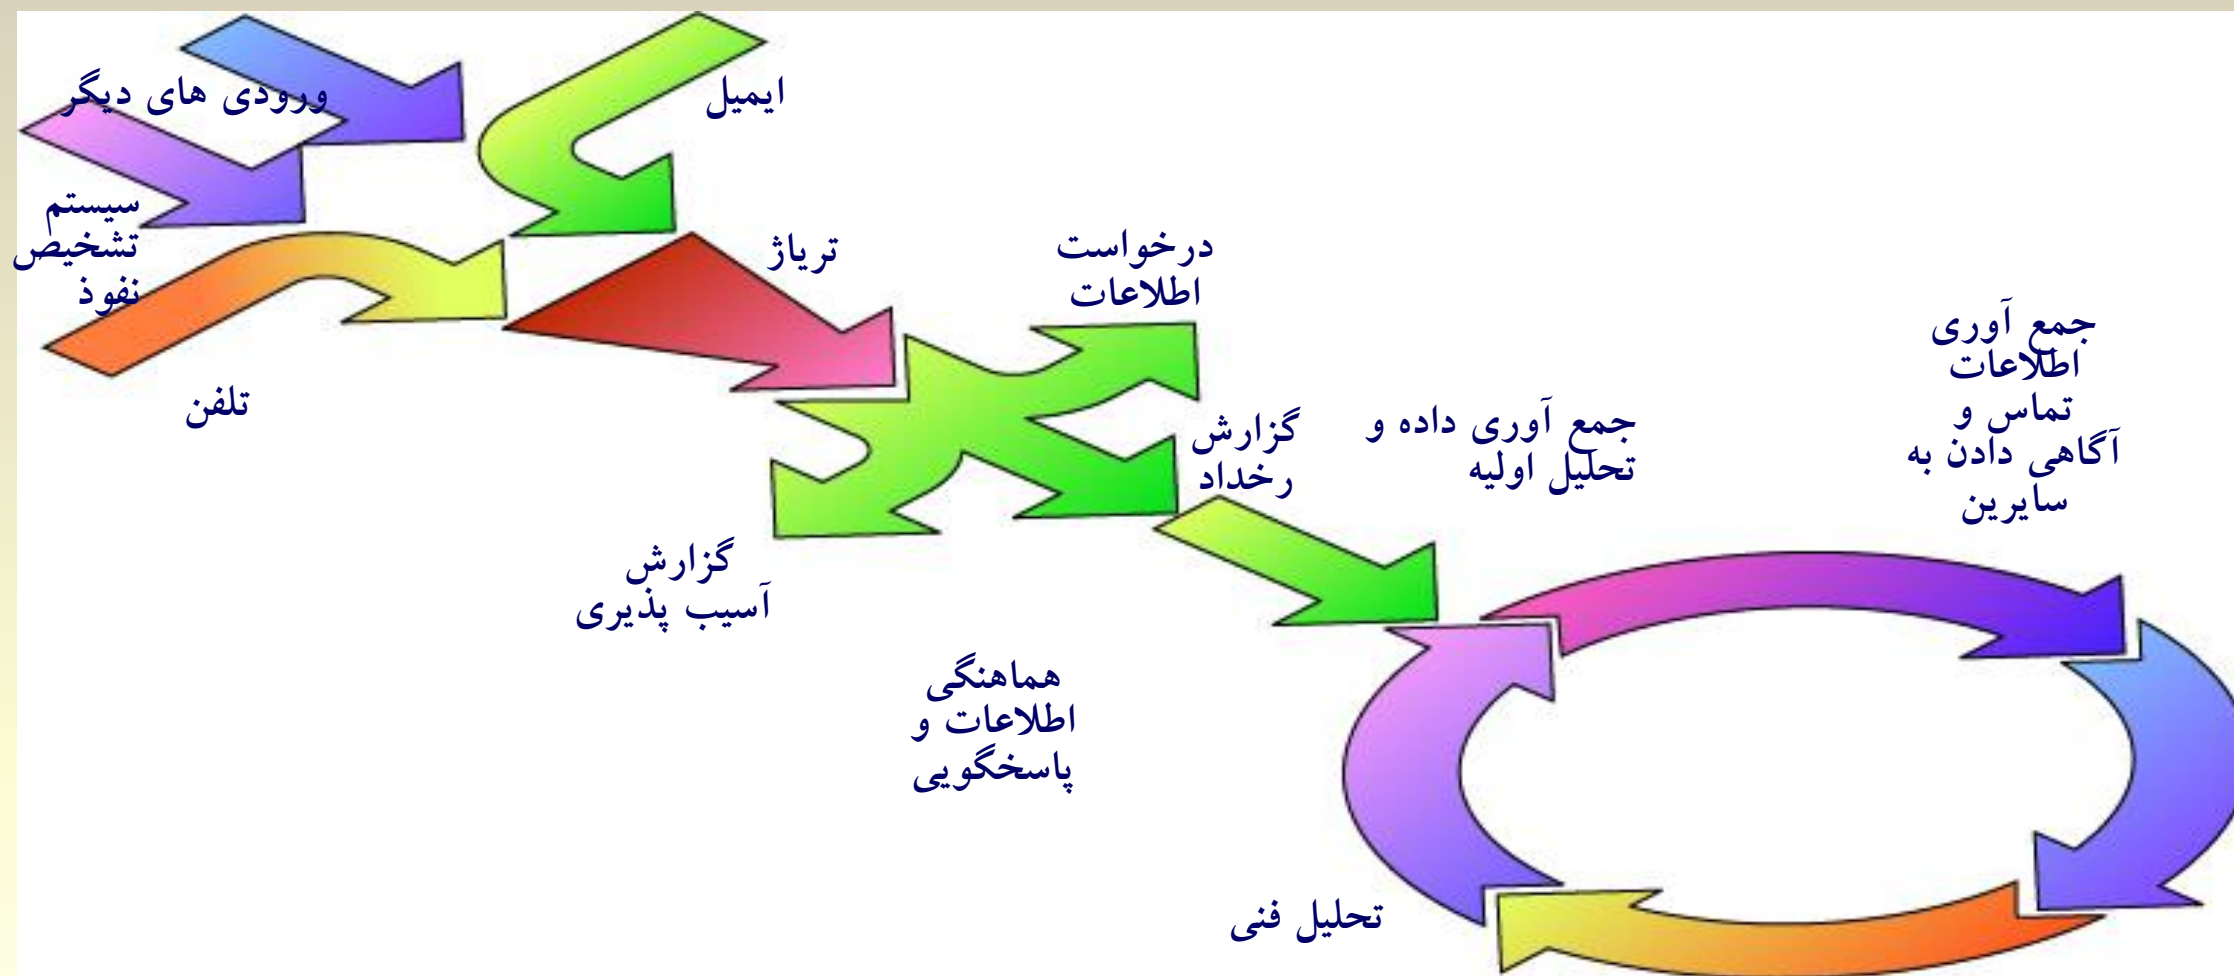 ورودی های دیگر
ایمیل
سیستم
تشخیص
نفوذ
تلفن
تریاژ
درخواست
اطلاعات
گزارش
رخداد
گزارش
آسیب پذیری
جمع آوری داده و
تحلیل اولیه
جمع آوری
اطلاعات
تماس و
آگاهی دادن به
سایرین
هماهنگی
اطلاعات و
پاسخگویی
تحلیل فنی